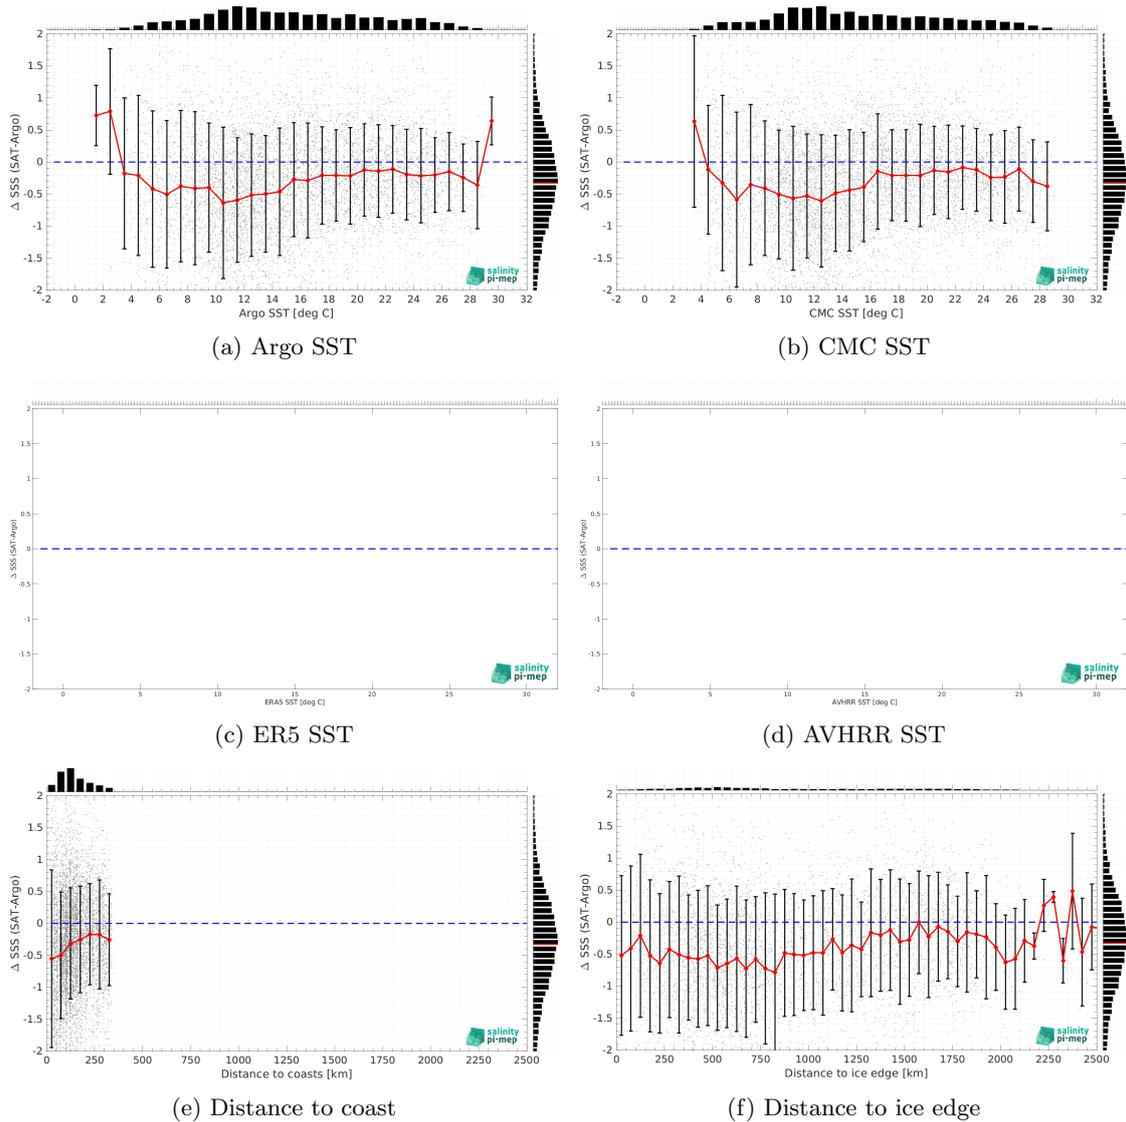 2
1.5
1
0.5
0
-0.5
-1
-1.5
-2
Δ SSS (SAT-Argo)
-2 0 2 4 6 8 10 12 14 16 18 20 22 24 26 28 30 32
Argo SST [deg C]
salinity
pi-mep
(a) Argo SST
2
1.5
1
0.5
0
-0.5
-1
-1.5
-2
Δ SSS (SAT-Argo)
-2 0 2 4 6 8 10 12 14 16 18 20 22 24 26 28 30 32
CMC SST [deg C]
salinity
pi-mep
(b) CMC SST
2
1.5
1
0.5
0
-0.5
-1
-1.5
-2
Δ SSS (SAT-Argo)
0 5 10 15 20 25 30
ERA5 SST [deg C]
salinity
pi-mep
(c) ER5 SST
2
1.5
1
0.5
0
-0.5
-1
-1.5
-2
Δ SSS (SAT-Argo)
0 5 10 15 20 25 30
AVHRR SST [deg C]
salinity
pi-mep
(d) AVHRR SST
2
1.5
1
0.5
0
-0.5
-1
-1.5
-2
Δ SSS (SAT-Argo)
0 250 500 750 1000 1250 1500 1750 2000 2250 2500
Distance to coasts [km]
salinity
pi-mep
(e) Distance to coast
2
1.5
1
0.5
0
-0.5
-1
-1.5
-2
Δ SSS (SAT-Argo)
0 250 500 750 1000 1250 1500 1750 2000 2250 2500
Distance to ice edge [km]
salinity
pi-mep
(f) Distance to ice edge